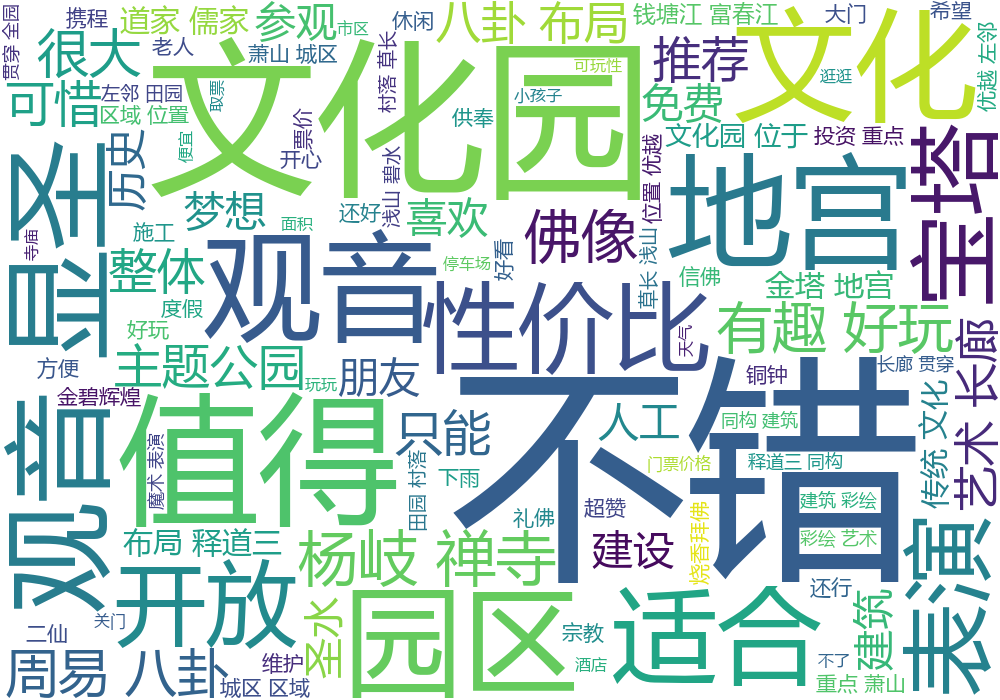 贯穿 全园
携程
道家 儒家
参观
市区
休闲
八卦 布局
钱塘江 富春江
大门
希望
很大
老人
萧山 城区
文化园
村落 草长
推荐
文化
优越 左邻
可惜
左邻 田园
区域 位置
取票
可玩性
小孩子
免费
逛逛
便宜
票价
开心
供奉
文化园 位于
投资 重点
宝塔
观音 显圣
历史
寺庙
梦想
浅山 碧水
还好
喜欢
佛像
位置 优越
地宫
施工
面积
整体
观音
停车场
好看
草长 浅山
信佛
金塔 地宫
度假
好玩
性价比
有趣 好玩
天气
艺术 长廊
方便
主题公园
玩玩
朋友
铜钟
长廊 贯穿
金碧辉煌
值得
不错
只能
人工
同构 建筑
传统 文化
魔术 表演
田园 村落
下雨
门票价格
释道三 同构
超赞
建筑 彩绘
礼佛
烧香拜佛
彩绘 艺术
布局 释道三
杨岐 禅寺
建设
表演
开放
园区
适合
还行
建筑
圣水
关门
二仙
宗教
周易 八卦
维护
城区 区域
酒店
不了
重点 萧山